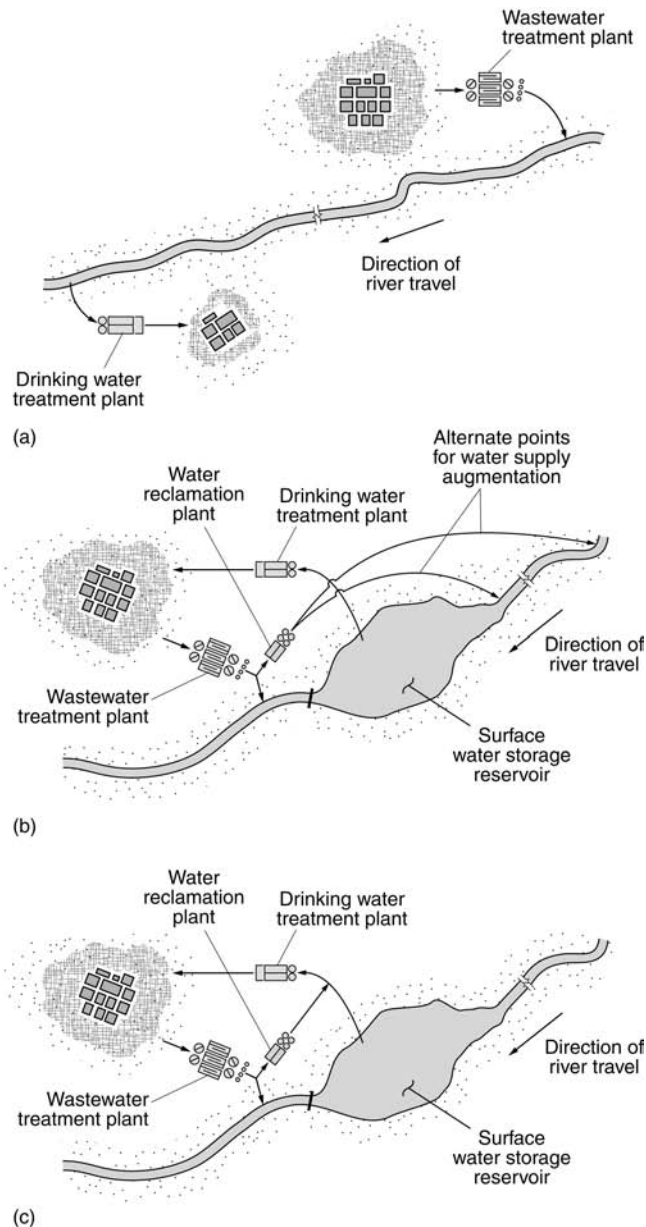 Wastewater
treatment plant
Direction of
river travel
Drinking water
treatment plant
(a)
Alternate points
for water supply
augmentation
Water
reclamation
plant
Drinking water
treatment plant
Direction of
river travel
Wastewater
treatment plant
Surface
water storage
reservoir
(b)
Water
reclamation
plant
Drinking water
treatment plant
Direction of
river travel
Wastewater
treatment plant
Surface
water storage
reservoir
(c)